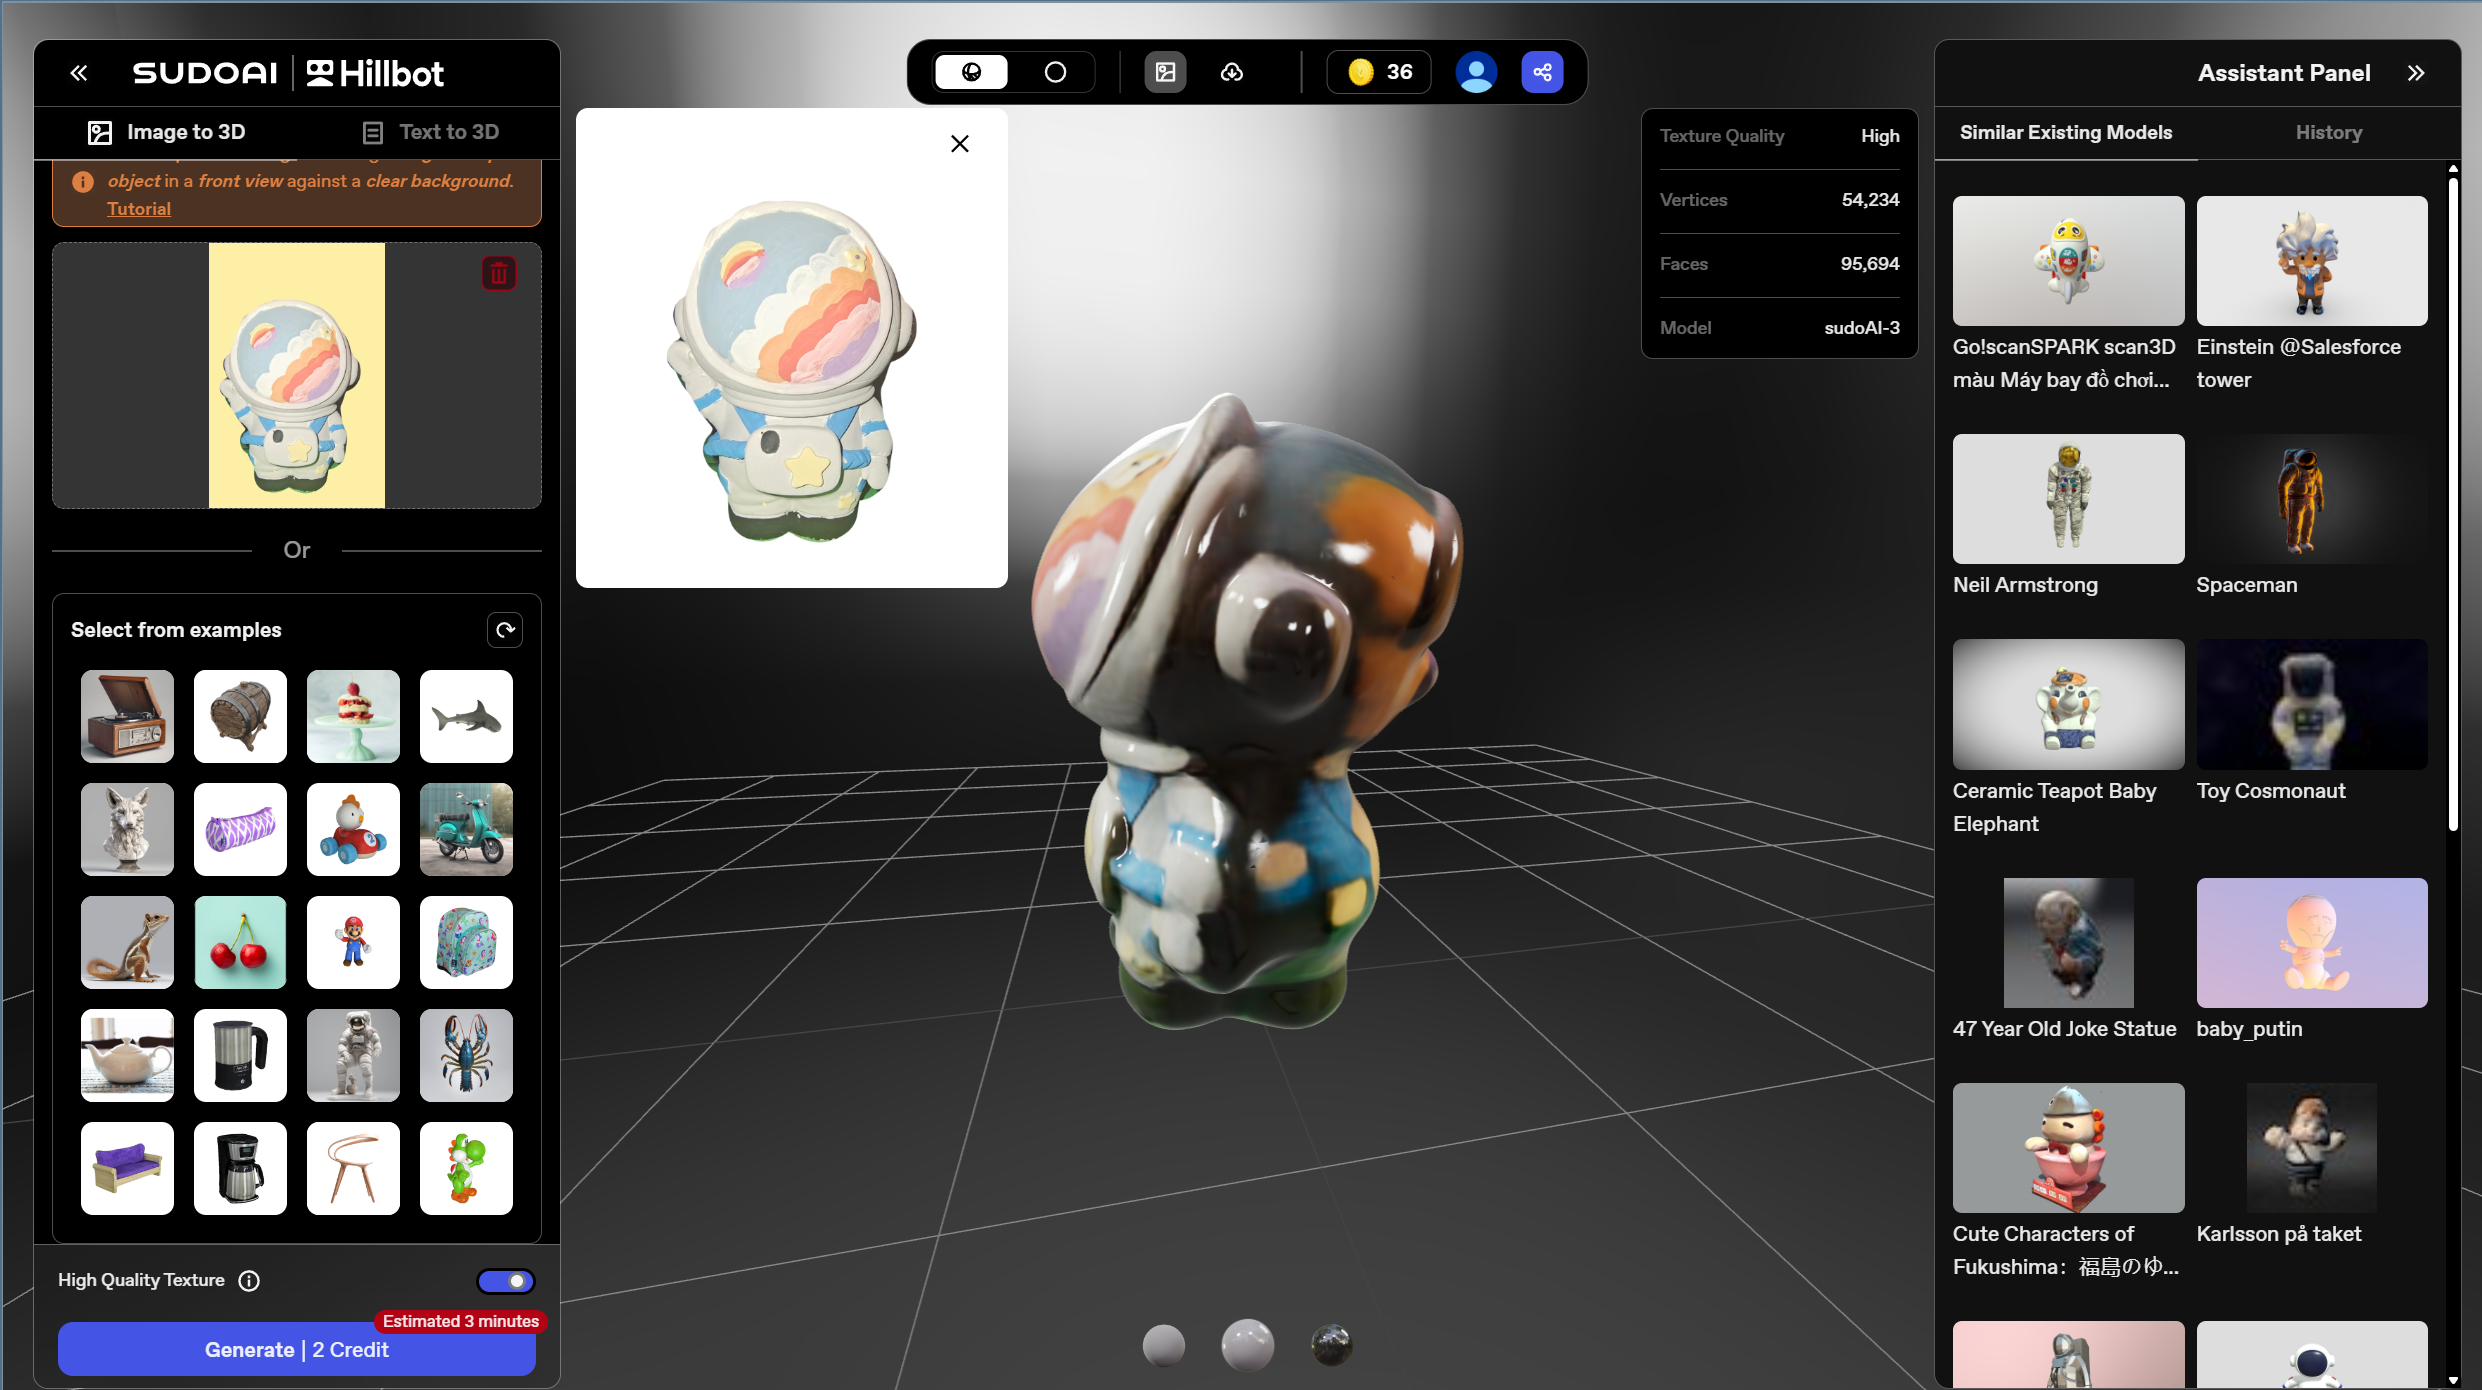 SUDOAI | Hillbot
Image to 3D
Text to 3D
object in a front view against a clear background.
Tutorial
Or
Select from examples
High Quality Texture
Estimated 3 minutes
Generate | 2 Credit
36
Texture Quality High
Vertices 54,234
Faces 95,694
Model sudoAI-3
Assistant Panel
Similar Existing Models
History
Go!scanSPARK scan3D
màu Máy bay đồ chơi...
Einstein @Salesforce
tower
Neil Armstrong
Spaceman
Ceramic Teapot Baby
Elephant
Toy Cosmonaut
47 Year Old Joke Statue
baby_putin
Cute Characters of
Fukushima：福島のゆ...
Karlsson på taket